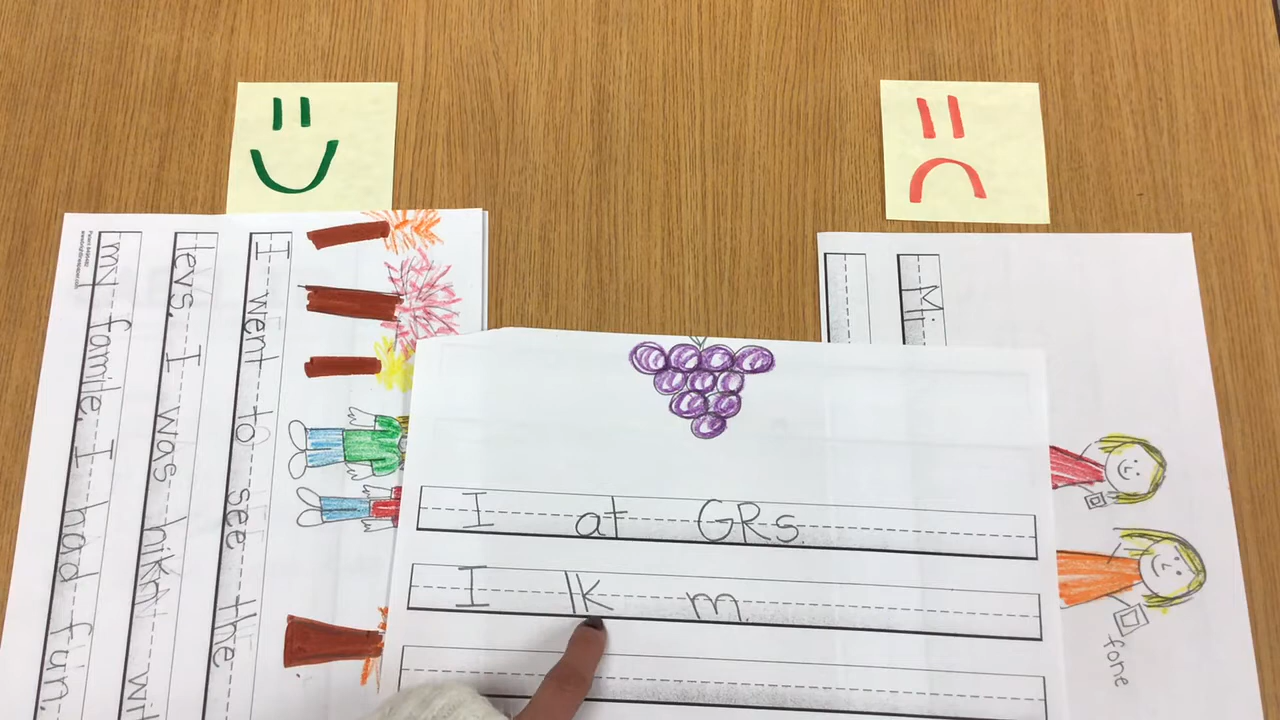 I went to see the
levs. I was hikn wi
my famile. I had fun.
I at GRs.
I lk m.
Mi
fone